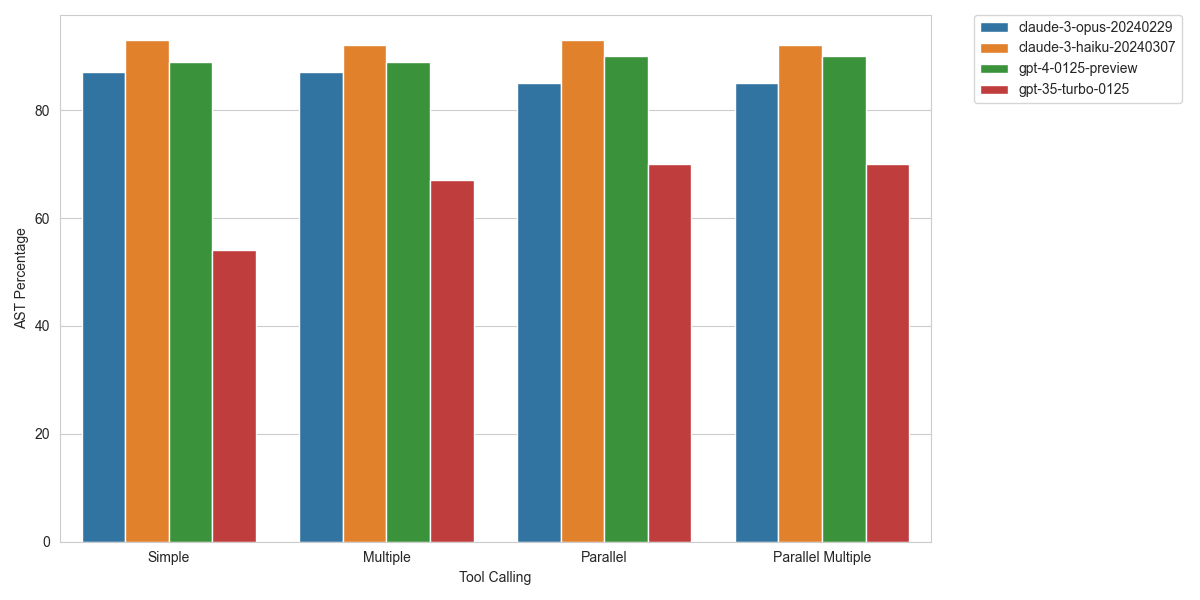 claude-3-opus-20240229
claude-3-haiku-20240307
gpt-4-0125-preview
gpt-35-turbo-0125
AST Percentage
80
60
40
20
0
Simple
Multiple
Parallel
Parallel Multiple
Tool Calling